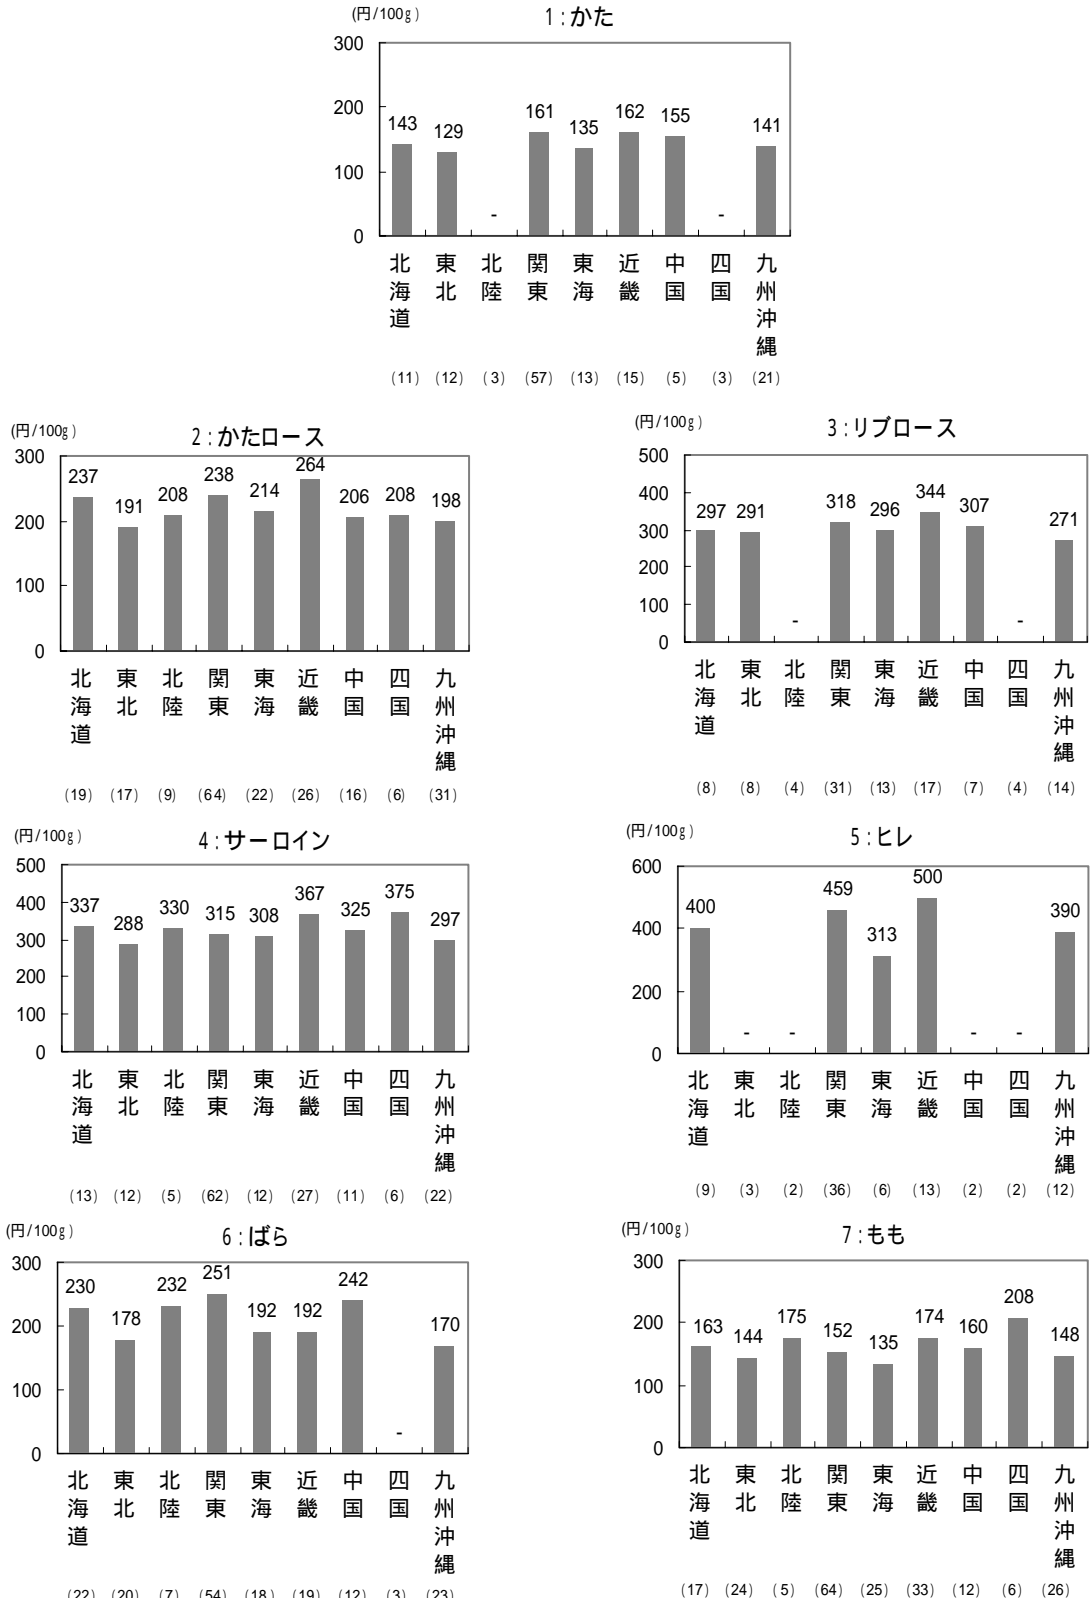 (円/100g)
1:かた
300
200
100
0
143 129 - 161 135 162 155 - 141
北海道 東北 北陸 関東 東海 近畿 中国 四国 九州沖縄
(11) (12) (3) (57) (13) (15) (5) (3) (21)
(円/100g)
2:かたロース
300
200
100
0
237 191 208 238 214 264 206 208 198
北海道 東北 北陸 関東 東海 近畿 中国 四国 九州沖縄
(19) (17) (9) (64) (22) (26) (16) (6) (31)
(円/100g)
3:リブロース
500
400
300
200
100
0
297 291 - 318 296 344 307 - 271
北海道 東北 北陸 関東 東海 近畿 中国 四国 九州沖縄
(8) (8) (4) (31) (13) (17) (7) (4) (14)
(円/100g)
4:サーロイン
500
400
300
200
100
0
337 288 330 315 308 367 325 375 297
北海道 東北 北陸 関東 東海 近畿 中国 四国 九州沖縄
(13) (12) (5) (62) (12) (27) (11) (6) (22)
(円/100g)
5:ヒレ
600
400
200
0
400 - - 459 313 500 - - 390
北海道 東北 北陸 関東 東海 近畿 中国 四国 九州沖縄
(9) (3) (2) (36) (6) (13) (2) (2) (12)
(円/100g)
6:ばら
300
200
100
0
230 178 232 251 192 192 242 - 170
北海道 東北 北陸 関東 東海 近畿 中国 四国 九州沖縄
(22) (20) (7) (54) (18) (19) (12) (3) (23)
(円/100g)
7:もも
300
200
100
0
163 144 175 152 135 174 160 208 148
北海道 東北 北陸 関東 東海 近畿 中国 四国 九州沖縄
(17) (24) (5) (64) (25) (33) (12) (6) (26)